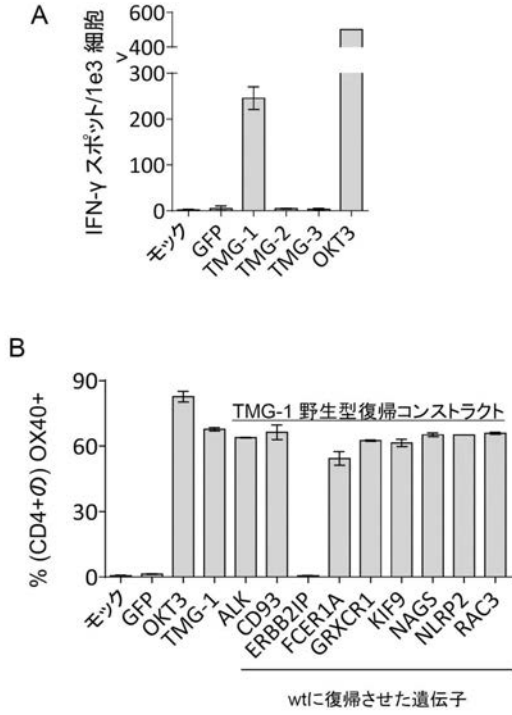 A
IFN-γ スポット/1e3 細胞
>
600
400
300
200
100
0
モック
GFP
TMG-1
TMG-2
TMG-3
OKT3
B
% (CD4+の) OX40+
90
60
30
0
TMG-1 野生型復帰コンストラクト
モック
GFP
OKT3
TMG-1
ALK
CD93
ERBB2IP
FCER1A
GRXCR1
KIF9
NAGS
NLRP2
RAC3
wtに復帰させた遺伝子